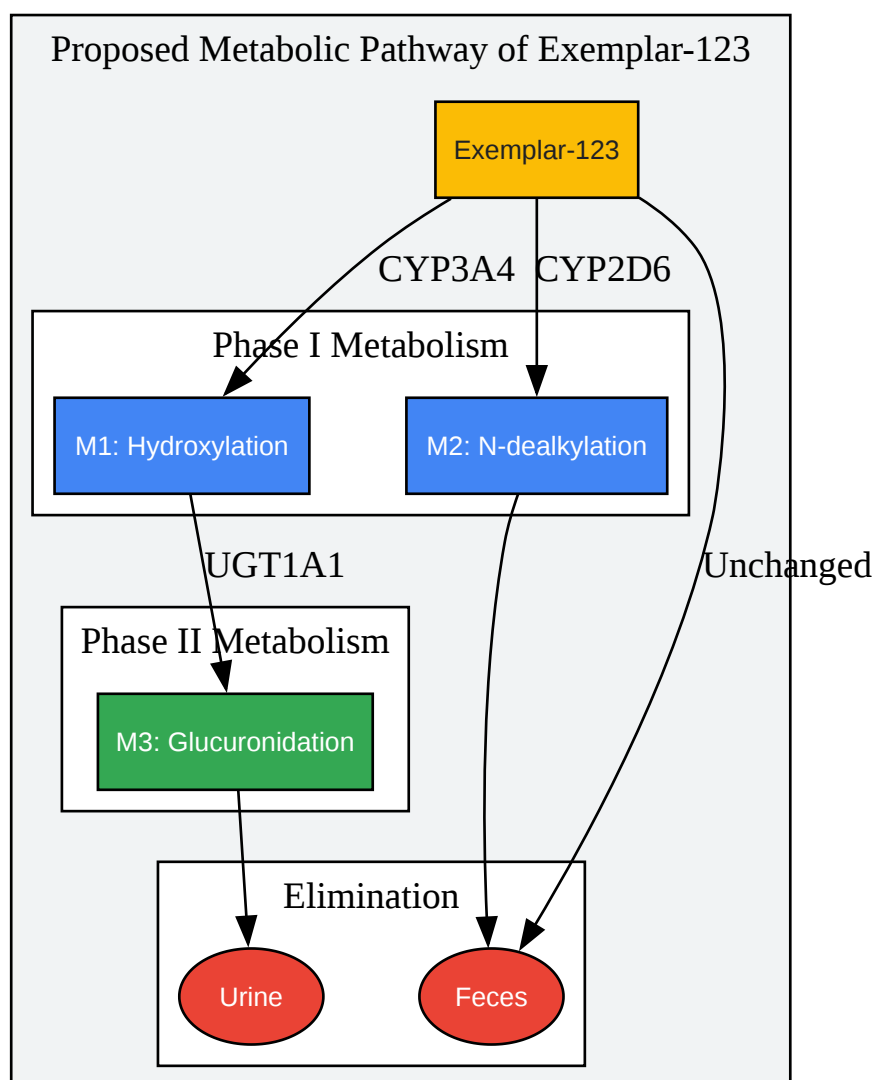 Proposed Metabolic Pathway of Exemplar-123
Exemplar-123
CYP3A4
CYP2D6
Phase I Metabolism
M1: Hydroxylation
M2: N-dealkylation
UGT1A1
Unchanged
Phase II Metabolism
M3: Glucuronidation
Elimination
Urine
Feces